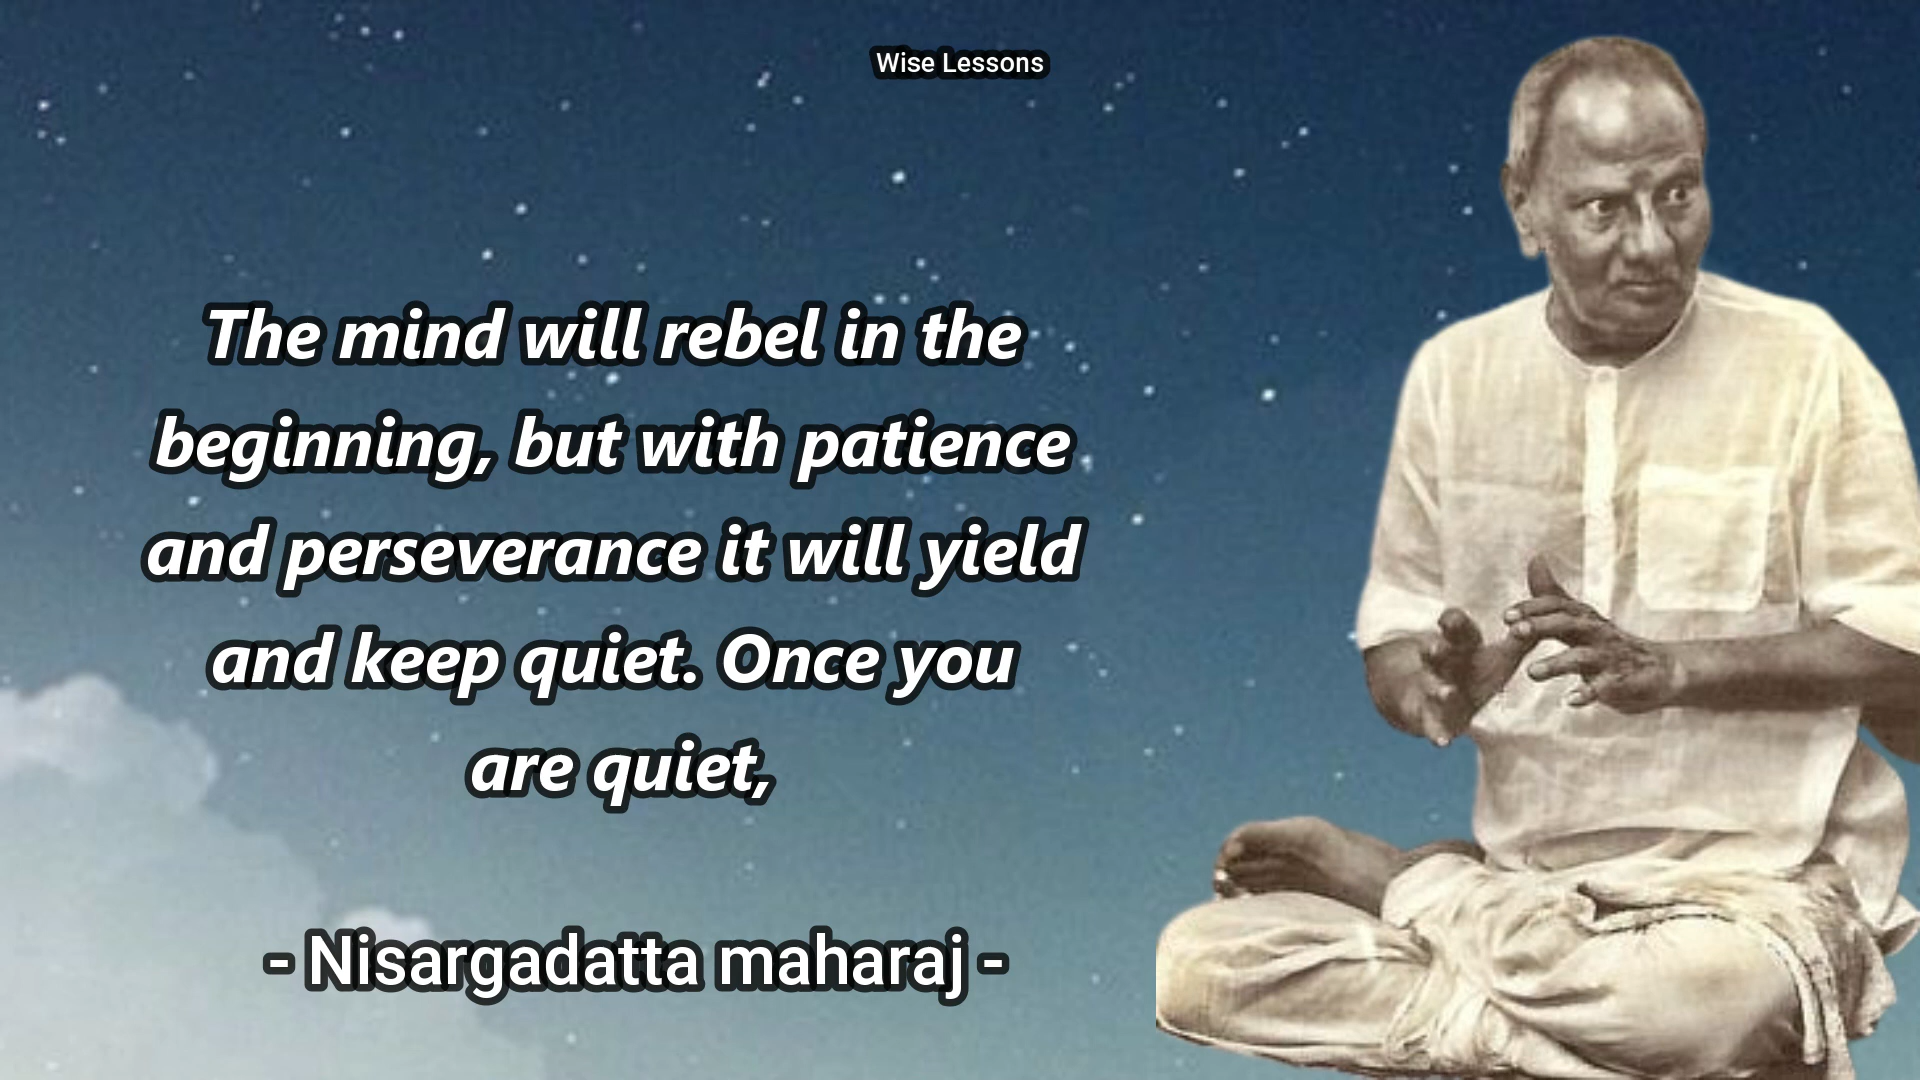 Wise Lessons
The mind will rebel in the
beginning, but with patience
and perseverance it will yield
and keep quiet. Once you
are quiet,
- Nisargadatta maharaj -